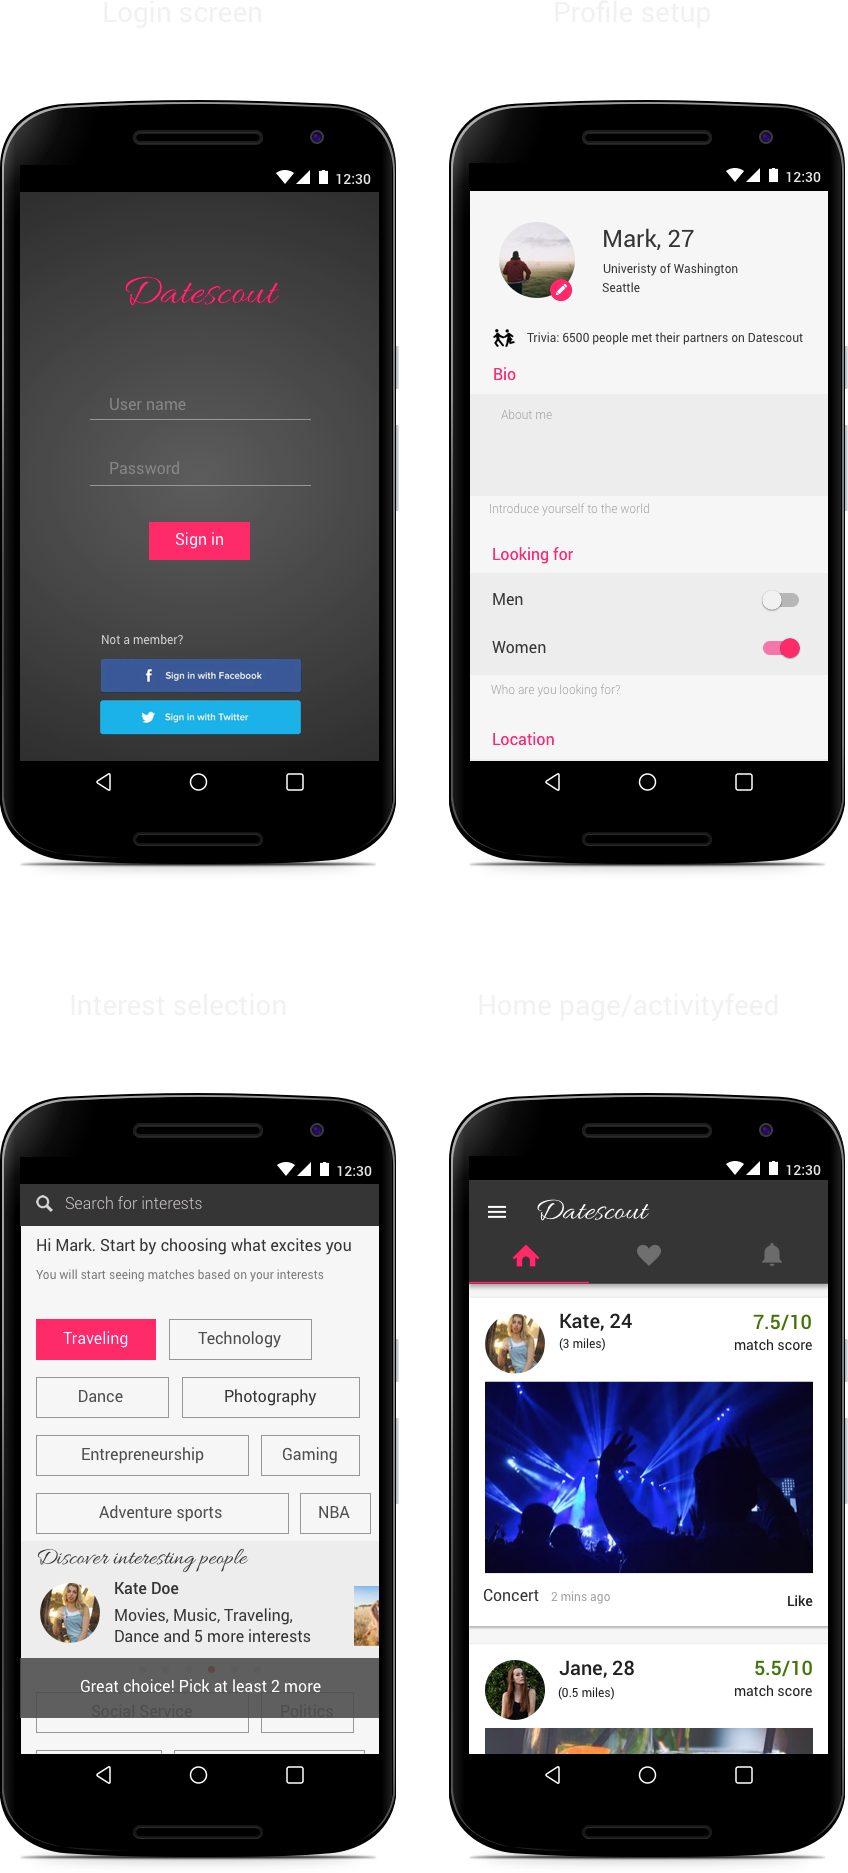 Login screen
Profile setup
12:30
Datescout
User name
Password
Sign in
Not a member?
f Sign in with Facebook
Sign in with Twitter
12:30
Mark, 27
Univeristy of Washington
Seattle
Trivia: 6500 people met their partners on Datescout
Bio
About me
Introduce yourself to the world
Looking for
Men
Women
Who are you looking for?
Location
Interest selection
Home page/activityfeed
12:30
Search for interests
Hi Mark. Start by choosing what excites you
You will start seeing matches based on your interests
Traveling
Technology
Dance
Photography
Entrepreneurship
Gaming
Adventure sports
NBA
Discover interesting people
Kate Doe
Movies, Music, Traveling,
Dance and 5 more interests
Great choice! Pick at least 2 more
Social Service
Politics
12:30
Datescout
Kate, 24
7.5/10
(3 miles)
match score
Concert
2 mins ago
Like
Jane, 28
5.5/10
(0.5 miles)
match score